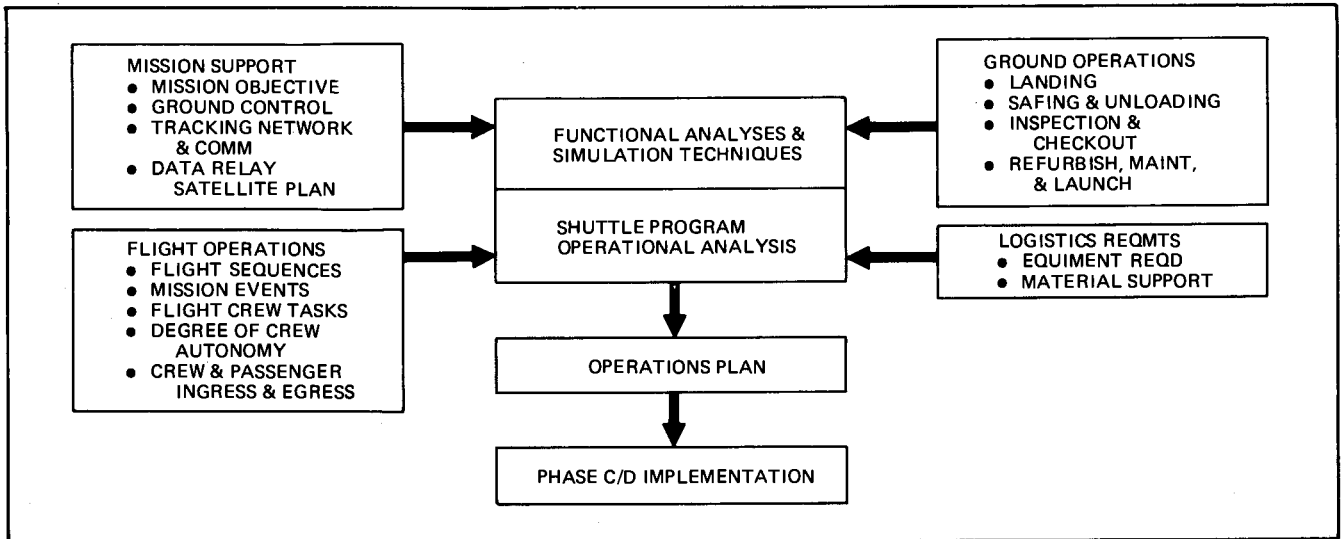 MISSION SUPPORT
● MISSION OBJECTIVE
● GROUND CONTROL
● TRACKING NETWORK
& COMM
● DATA RELAY
SATELLITE PLAN
FLIGHT OPERATIONS
● FLIGHT SEQUENCES
● MISSION EVENTS
● FLIGHT CREW TASKS
● DEGREE OF CREW
AUTONOMY
● CREW & PASSENGER
INGRESS & EGRESS
FUNCTIONAL ANALYSES &
SIMULATION TECHNIQUES
SHUTTLE PROGRAM
OPERATIONAL ANALYSIS
OPERATIONS PLAN
PHASE C/D IMPLEMENTATION
GROUND OPERATIONS
● LANDING
● SAFING & UNLOADING
● INSPECTION &
CHECKOUT
● REFURBISH, MAINT,
& LAUNCH
LOGISTICS REQMTS
● EQUIMENT REQD
● MATERIAL SUPPORT